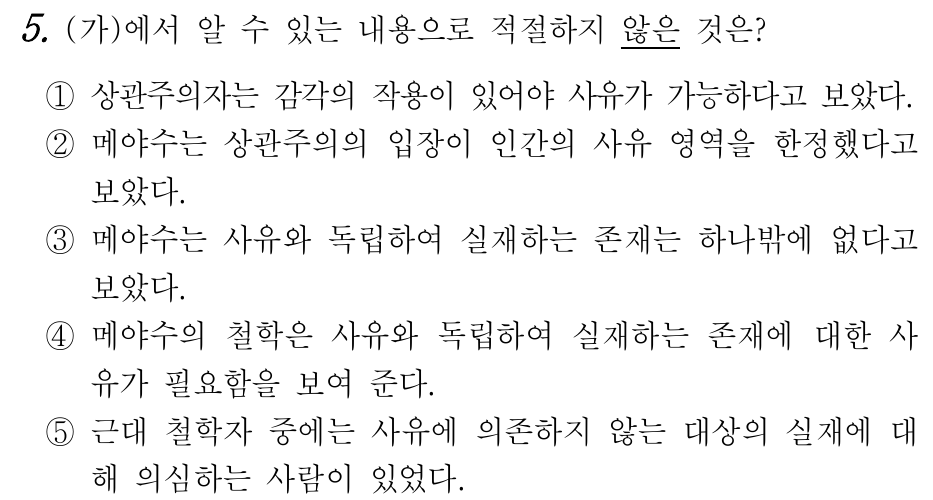 5. (가)에서 알 수 있는 내용으로 적절하지 않은 것은?
① 상관주의자는 감각의 작용이 있어야 사유가 가능하다고 보았다.
② 메야수는 상관주의의 입장이 인간의 사유 영역을 한정했다고
보았다.
③ 메야수는 사유와 독립하여 실재하는 존재는 하나밖에 없다고
보았다.
④ 메야수의 철학은 사유와 독립하여 실재하는 존재에 대한 사
유가 필요함을 보여 준다.
⑤ 근대 철학자 중에는 사유에 의존하지 않는 대상의 실재에 대
해 의심하는 사람이 있었다.